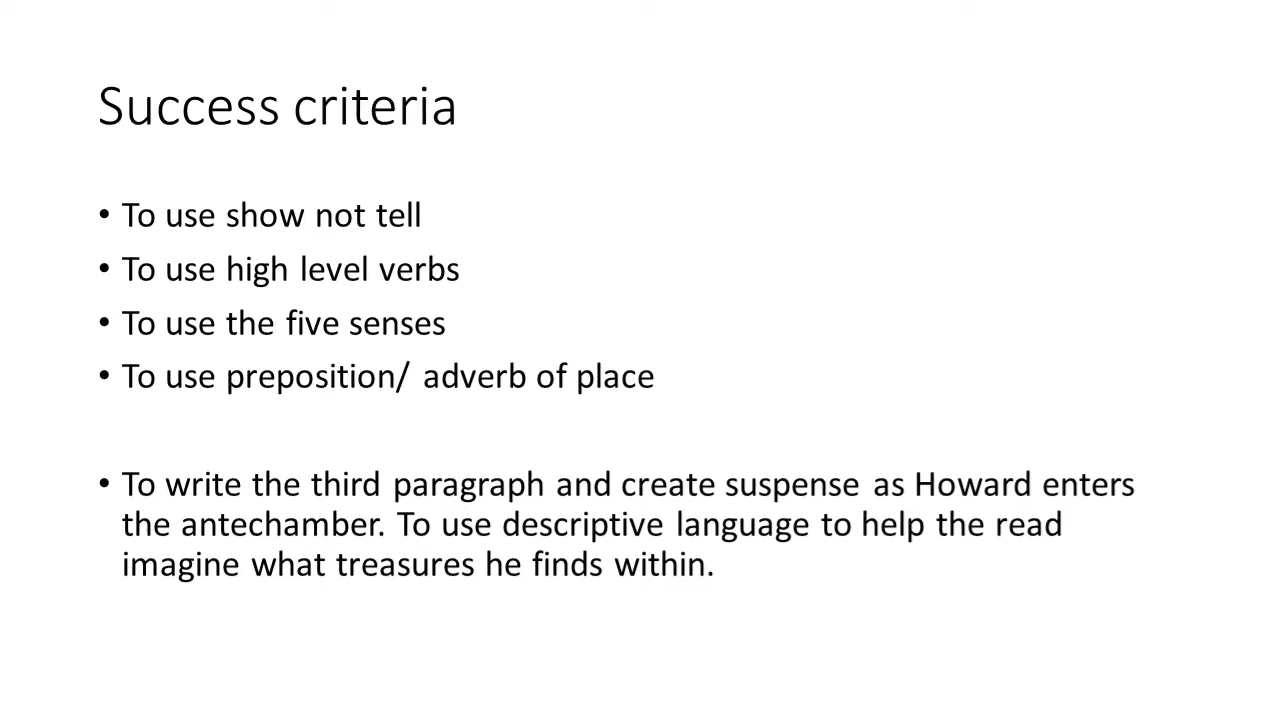 Success criteria
• To use show not tell
• To use high level verbs
• To use the five senses
• To use preposition/ adverb of place
• To write the third paragraph and create suspense as Howard enters
the antechamber. To use descriptive language to help the read
imagine what treasures he finds within.